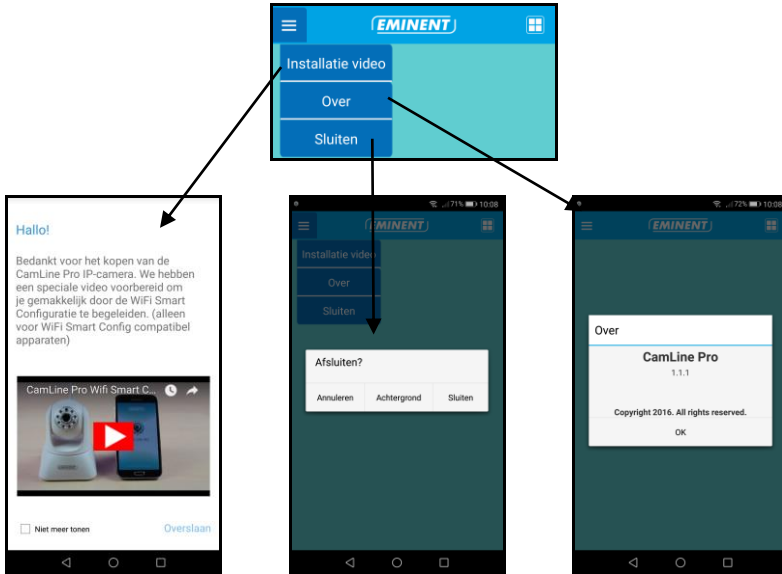 EMINENT
Installatie video
Over
Sluiten
Hallo!
Bedankt voor het kopen van de
CamLine Pro IP-camera. We hebben
een speciale video voorbereid om
je gemakkelijk door de WiFi Smart
Configuratie te begeleiden. (alleen
voor WiFi Smart Config compatibel
apparaten)
CamLine Pro Wifi Smart C...
Niet meer tonen
Overslaan
71% 10:08
EMINENT
Installatie video
Over
Sluiten
Afsluiten?
Annuleren Achtergrond Sluiten
72% 10:08
EMINENT
Over
CamLine Pro
1.1.1
Copyright 2016. All rights reserved.
OK